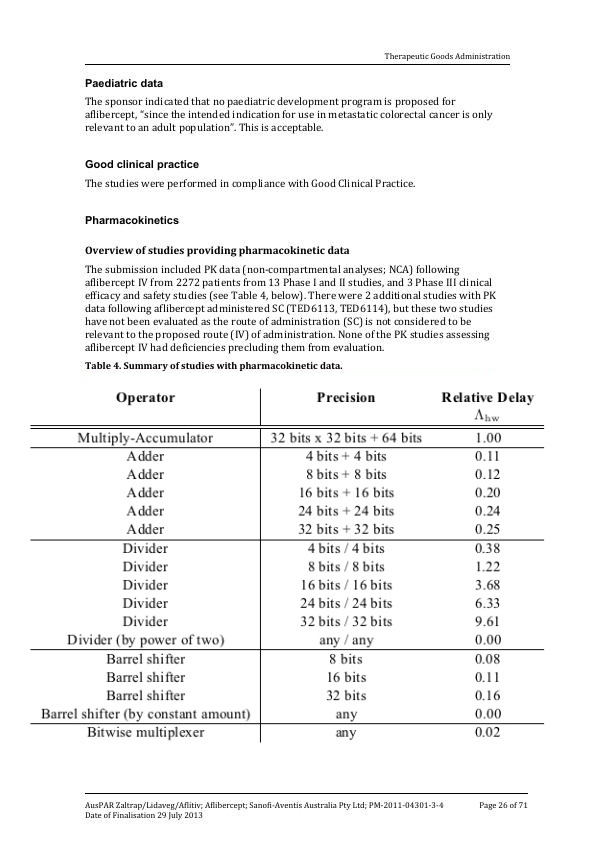 Therapeutic Goods Administration
Paediatric data
The sponsor indicated that no paediatric development program is proposed for
aflibercept, “since the intended indication for use in metastatic colorectal cancer is only
relevant to an adult population”. This is acceptable.
Good clinical practice
The studies were performed in compliance with Good Clinical Practice.
Pharmacokinetics
Overview of studies providing pharmacokinetic data
The submission included PK data (non-compartmental analyses; NCA) following
aflibercept IV from 2272 patients from 13 Phase I and II studies, and 3 Phase III clinical
efficacy and safety studies (see Table 4, below). There were 2 additional studies with PK
data following aflibercept administered SC (TED6113, TED6114), but these two studies
have not been evaluated as the route of administration (SC) is not considered to be
relevant to the proposed route (IV) of administration. None of the PK studies assessing
aflibercept IV had deficiencies precluding them from evaluation.
Table 4. Summary of studies with pharmacokinetic data.
Operator Precision Relative Delay
Λhw
Multiply-Accumulator 32 bits x 32 bits + 64 bits 1.00
Adder 4 bits + 4 bits 0.11
Adder 8 bits + 8 bits 0.12
Adder 16 bits + 16 bits 0.20
Adder 24 bits + 24 bits 0.24
Adder 32 bits + 32 bits 0.25
Divider 4 bits / 4 bits 0.38
Divider 8 bits / 8 bits 1.22
Divider 16 bits / 16 bits 3.68
Divider 24 bits / 24 bits 6.33
Divider 32 bits / 32 bits 9.61
Divider (by power of two) any / any 0.00
Barrel shifter 8 bits 0.08
Barrel shifter 16 bits 0.11
Barrel shifter 32 bits 0.16
Barrel shifter (by constant amount) any 0.00
Bitwise multiplexer any 0.02
AusPAR Zaltrap/Lidaveg/Aflitiv; Aflibercept; Sanofi-Aventis Australia Pty Ltd; PM-2011-04301-3-4 Page 26 of 71
Date of Finalisation 29 July 2013